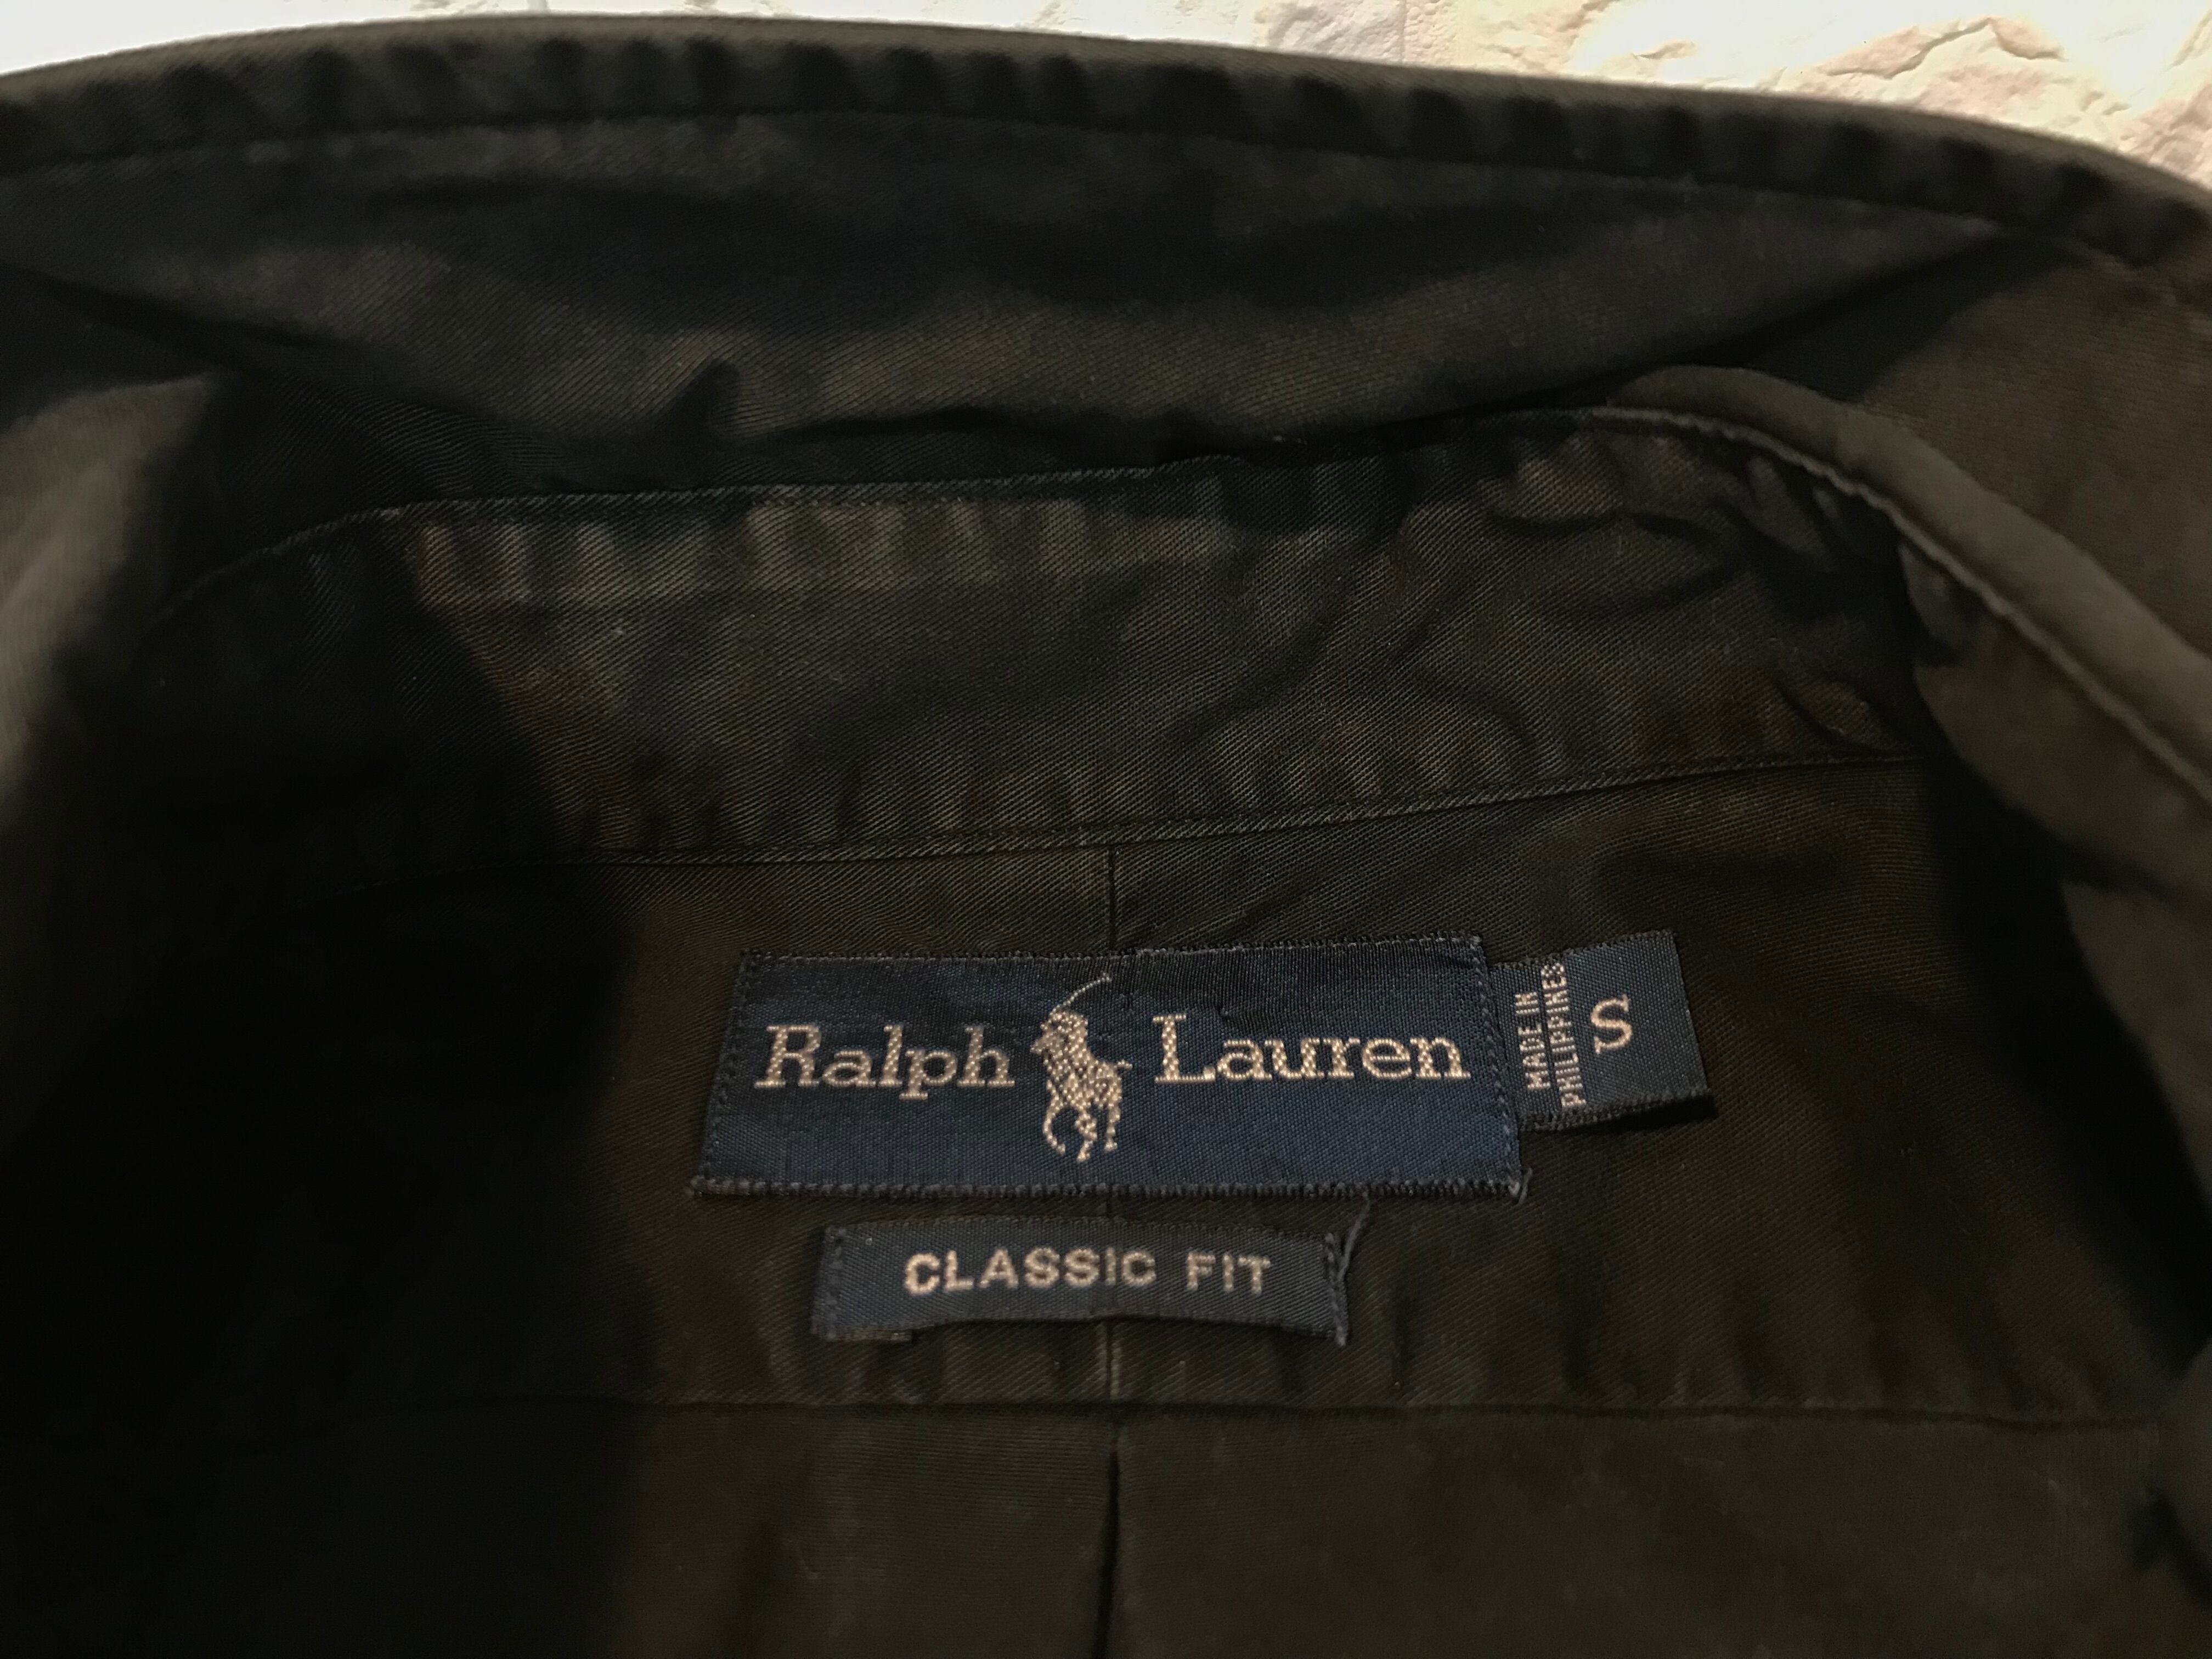 Ralph Lauren
MADE IN
PHILIPPINES
S
CLASSIC FIT